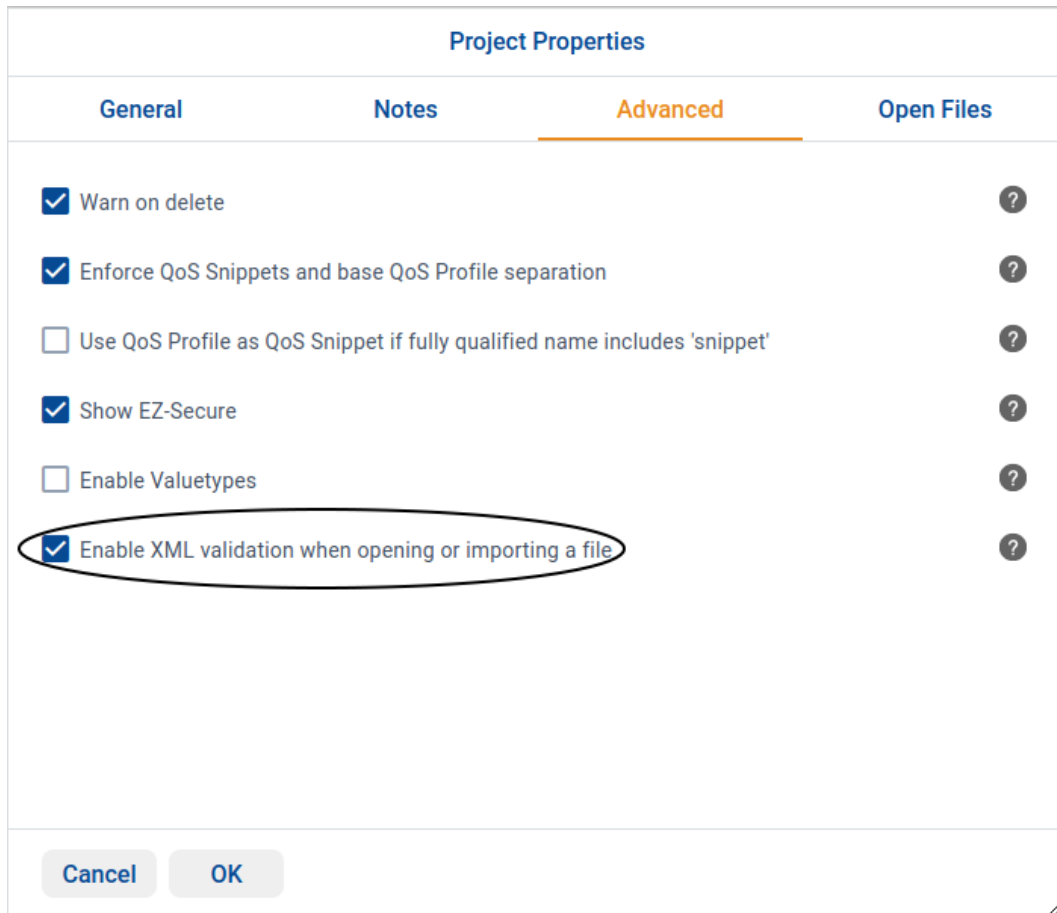 Project Properties
General Notes Advanced Open Files
Warn on delete ?
Enforce QoS Snippets and base QoS Profile separation ?
Use QoS Profile as QoS Snippet if fully qualified name includes 'snippet' ?
Show EZ-Secure ?
Enable Valuetypes ?
Enable XML validation when opening or importing a file ?
Cancel OK